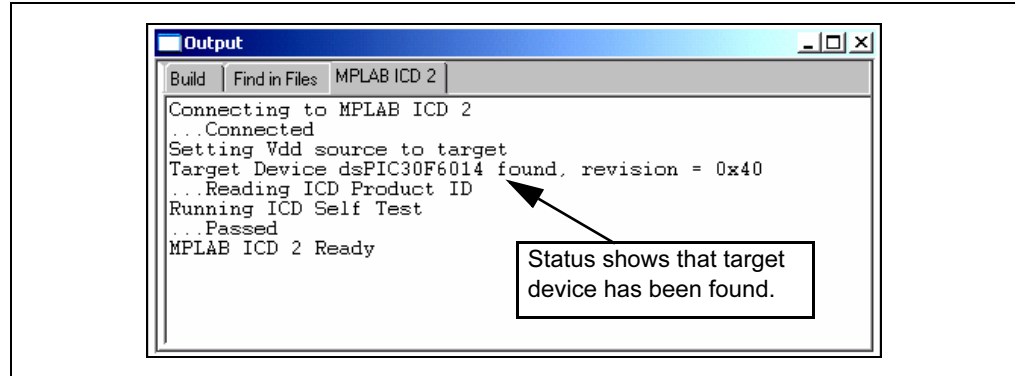 Output
Build Find in Files MPLAB ICD 2
Connecting to MPLAB ICD 2
...Connected
Setting Vdd source to target
Target Device dsPIC30F6014 found, revision = 0x40
...Reading ICD Product ID
Running ICD Self Test
...Passed
MPLAB ICD 2 Ready
Status shows that target
device has been found.